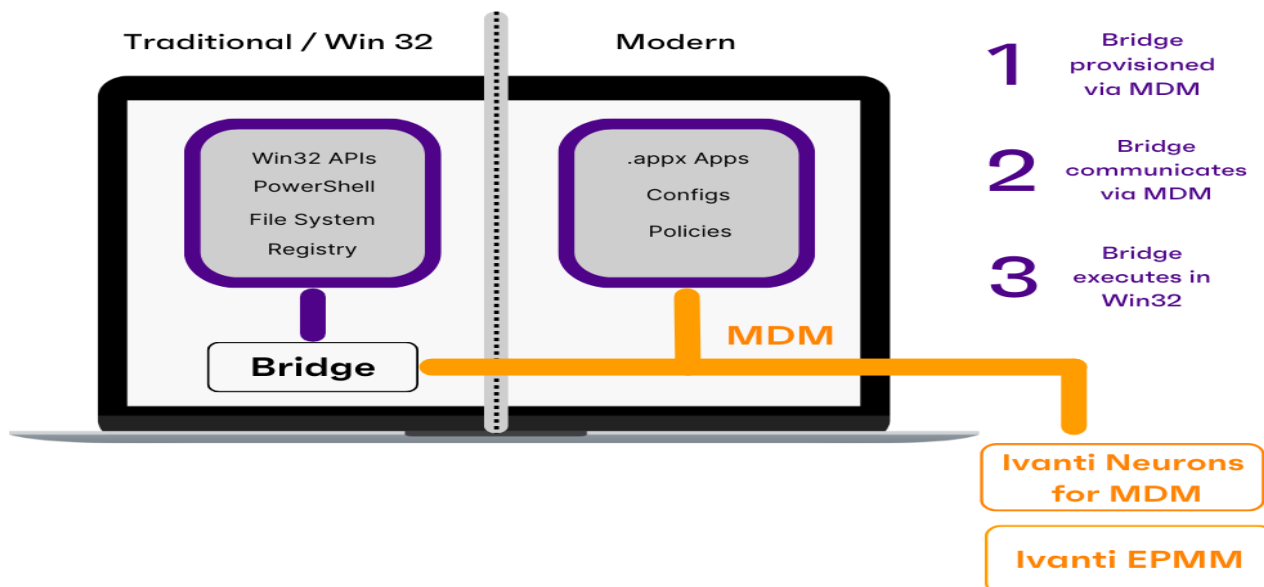 Traditional / Win 32
Modern
Win32 APIs
PowerShell
File System
Registry
.appx Apps
Configs
Policies
Bridge
MDM
1
Bridge
provisioned
via MDM
2
Bridge
communicates
via MDM
3
Bridge
executes in
Win32
Ivanti Neurons
for MDM
Ivanti EPMM